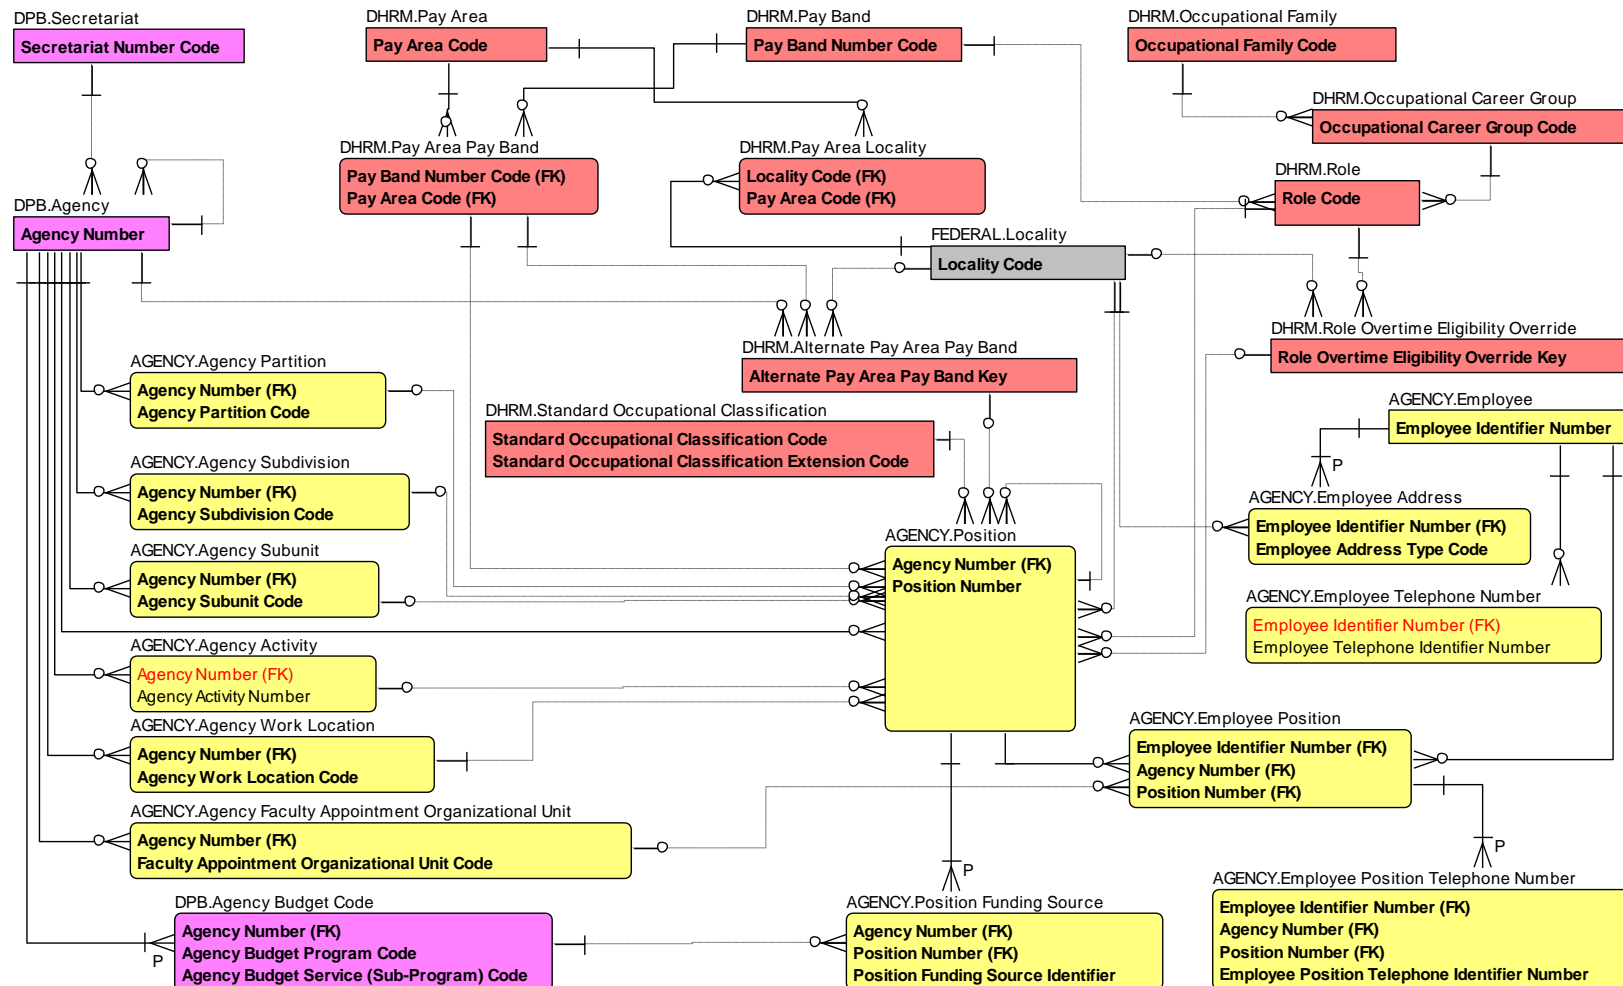 DPB.Secretariat
Secretariat Number Code
DHRM.Pay Area
Pay Area Code
DHRM.Pay Band
Pay Band Number Code
DHRM.Occupational Family
Occupational Family Code
DHRM.Occupational Career Group
Occupational Career Group Code
DHRM.Pay Area Pay Band
Pay Band Number Code (FK)
Pay Area Code (FK)
DHRM.Pay Area Locality
Locality Code (FK)
Pay Area Code (FK)
DHRM.Role
Role Code
DPB.Agency
Agency Number
FEDERAL.Locality
Locality Code
DHRM.Role Overtime Eligibility Override
Role Overtime Eligibility Override Key
DHRM.Alternate Pay Area Pay Band
Alternate Pay Area Pay Band Key
AGENCY.Agency Partition
Agency Number (FK)
Agency Partition Code
DHRM.Standard Occupational Classification
Standard Occupational Classification Code
Standard Occupational Classification Extension Code
AGENCY.Employee
Employee Identifier Number
P
AGENCY.Agency Subdivision
Agency Number (FK)
Agency Subdivision Code
AGENCY.Employee Address
Employee Identifier Number (FK)
Employee Address Type Code
AGENCY.Position
Agency Number (FK)
Position Number
AGENCY.Agency Subunit
Agency Number (FK)
Agency Subunit Code
AGENCY.Employee Telephone Number
Employee Identifier Number (FK)
Employee Telephone Identifier Number
AGENCY.Agency Activity
Agency Number (FK)
Agency Activity Number
AGENCY.Agency Work Location
Agency Number (FK)
Agency Work Location Code
AGENCY.Employee Position
Employee Identifier Number (FK)
Agency Number (FK)
Position Number (FK)
AGENCY.Agency Faculty Appointment Organizational Unit
Agency Number (FK)
Faculty Appointment Organizational Unit Code
P
P
DPB.Agency Budget Code
Agency Number (FK)
Agency Budget Program Code
Agency Budget Service (Sub-Program) Code
P
AGENCY.Position Funding Source
Agency Number (FK)
Position Number (FK)
Position Funding Source Identifier
AGENCY.Employee Position Telephone Number
Employee Identifier Number (FK)
Agency Number (FK)
Position Number (FK)
Employee Position Telephone Identifier Number